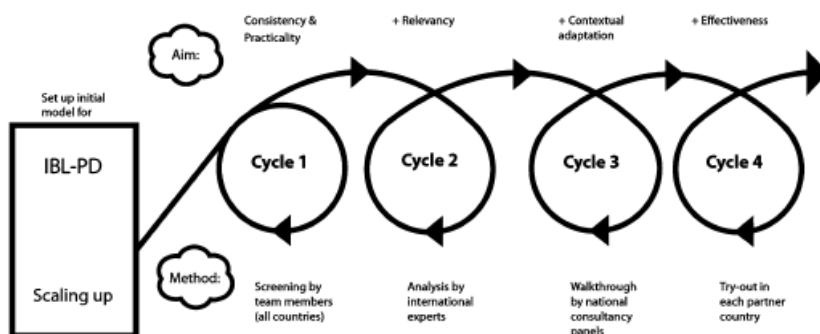 Consistency &
Practicality
+ Relevancy
+ Contextual
adaptation
+ Effectiveness
Aim:
Set up initial
model for
IBL-PD
Scaling up
Cycle 1
Cycle 2
Cycle 3
Cycle 4
Method:
Screening by
team members
(all countries)
Analysis by
international
experts
Walkthrough
by national
consultancy
panels
Try-out in
each partner
country